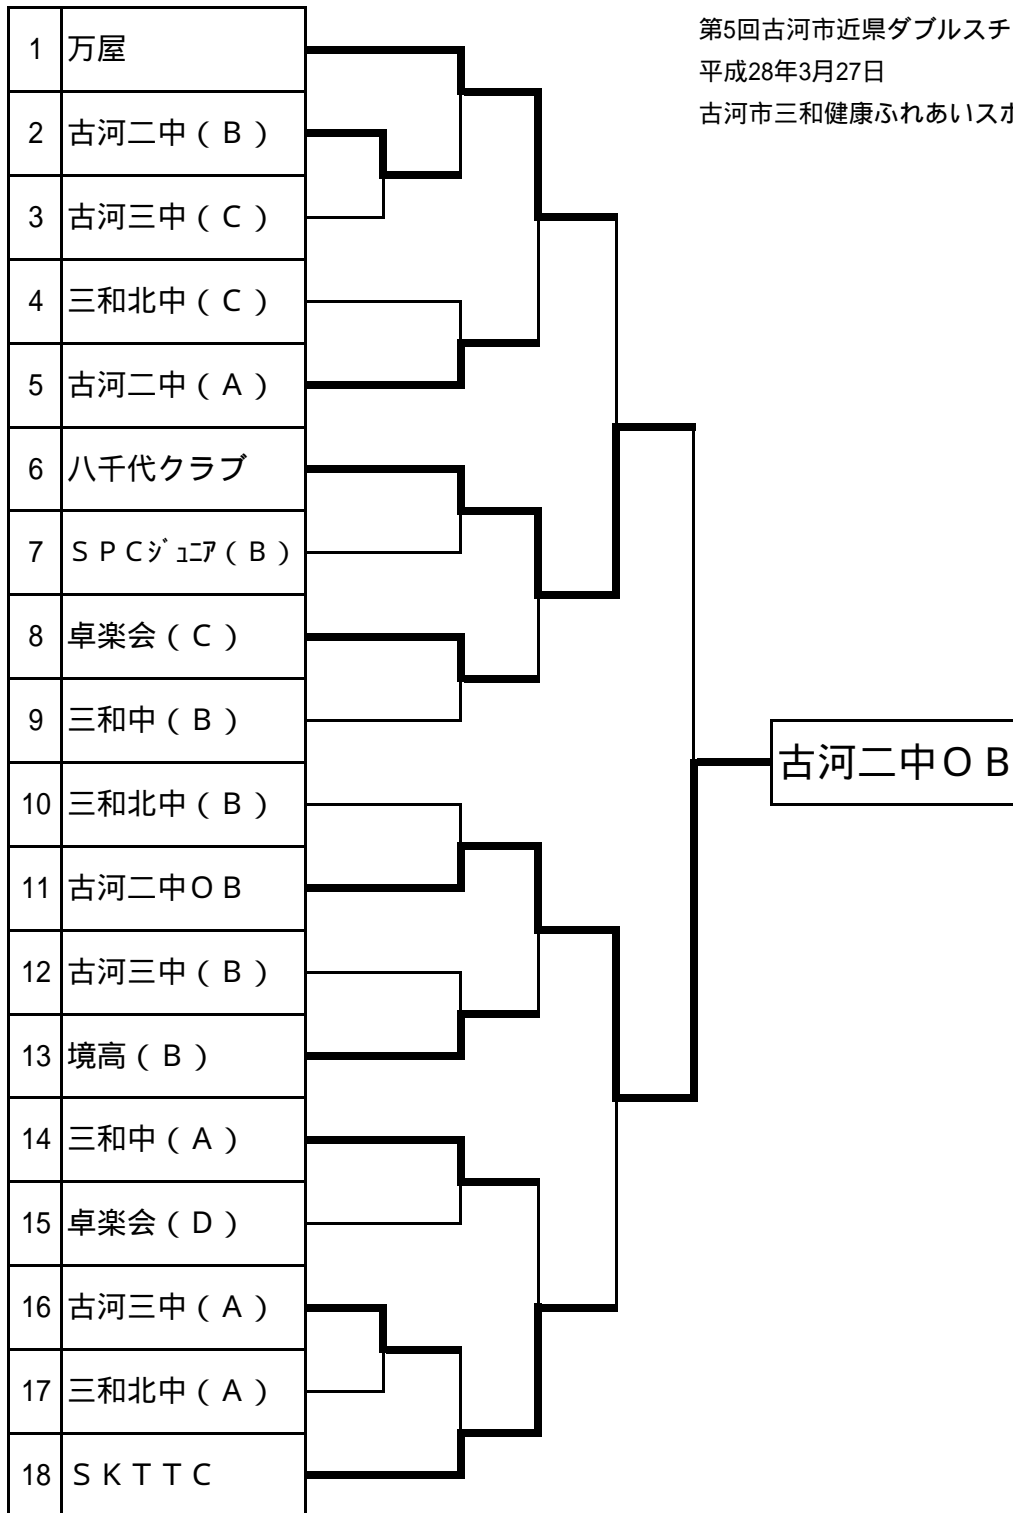 第5回古河市近県ダブルスチ
平成28年3月27日
古河市三和健康ふれあいスポ
1 万屋
2 古河二中（Ｂ）
3 古河三中（Ｃ）
4 三和北中（Ｃ）
5 古河二中（Ａ）
6 八千代クラブ
7 ＳＰＣｼﾞｭﾆｱ（Ｂ）
8 卓楽会（Ｃ）
9 三和中（Ｂ）
10 三和北中（Ｂ）
11 古河二中ＯＢ
12 古河三中（Ｂ）
13 境高（Ｂ）
14 三和中（Ａ）
15 卓楽会（Ｄ）
16 古河三中（Ａ）
17 三和北中（Ａ）
18 ＳＫＴＴＣ
古河二中ＯＢ